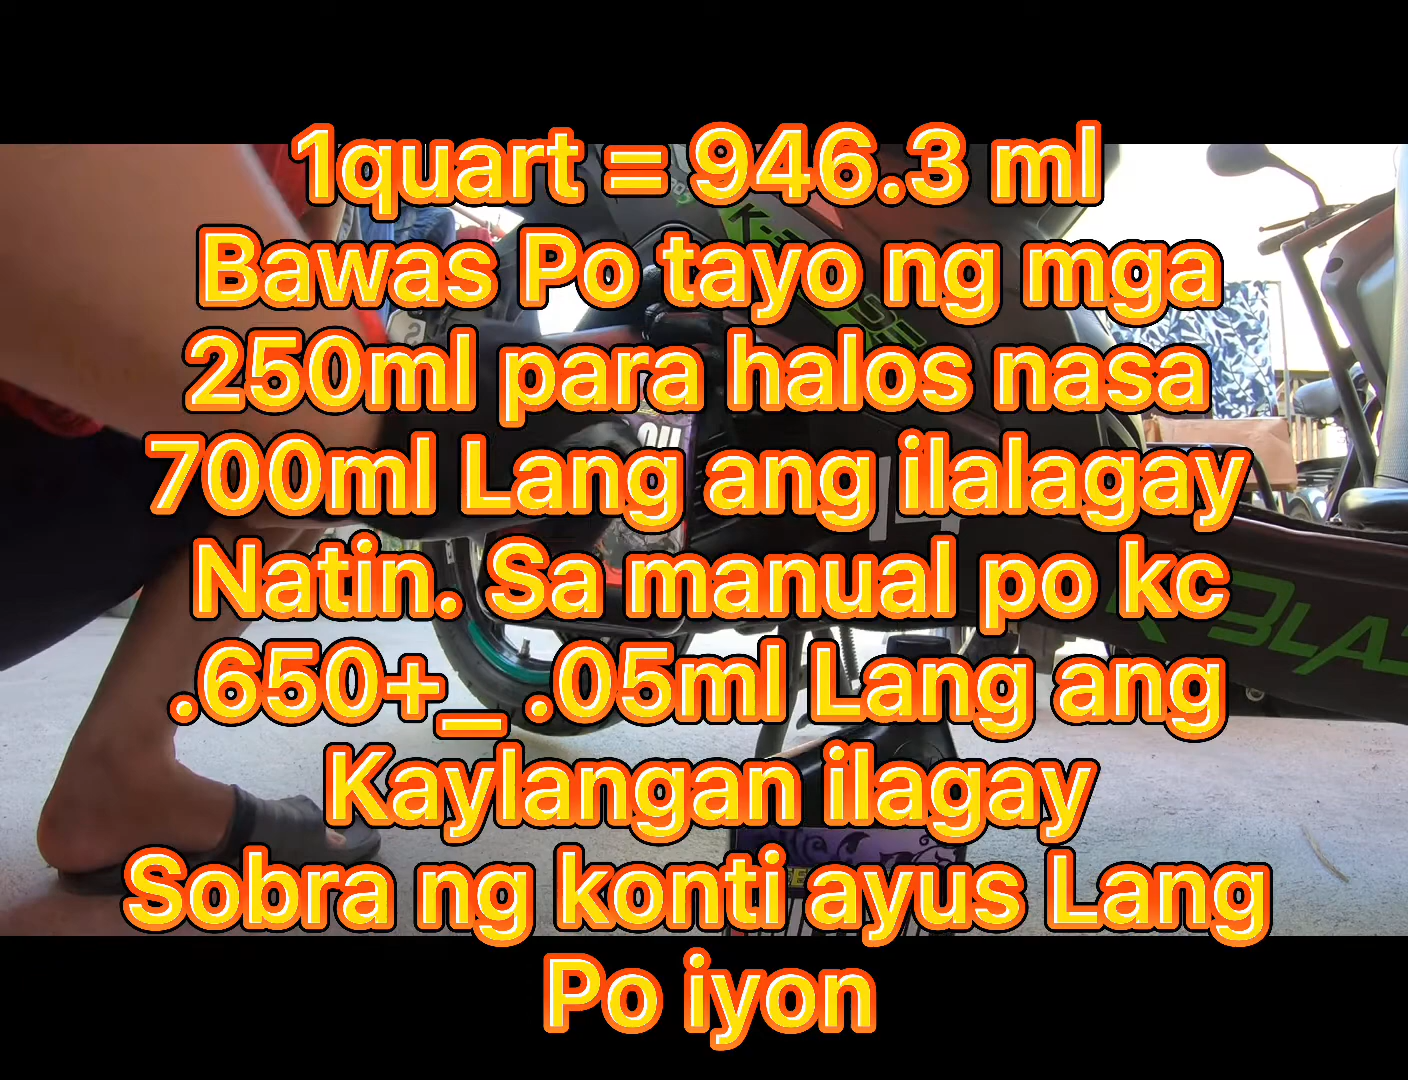 1quart = 946.3 ml
Bawas Po tayo ng mga
250ml para halos nasa
700ml Lang ang ilalagay
Natin. Sa manual po kc
.650+_ .05ml Lang ang
Kaylangan ilagay
Sobra ng konti ayus Lang
Po iyon